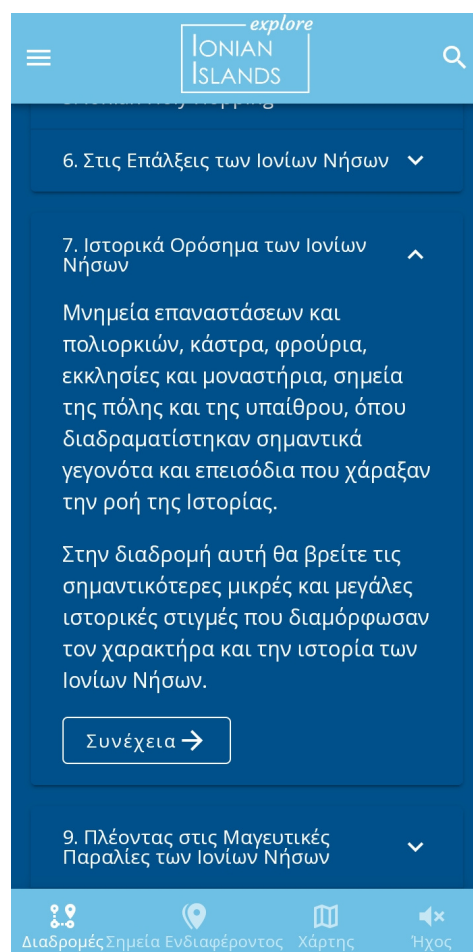 explore
IONIAN
ISLANDS
6. Στις Επάλξεις των Ιονίων Νήσων
7. Ιστορικά Ορόσημα των Ιονίων
Νήσων
Μνημεία επαναστάσεων και
πολιορκιών, κάστρα, φρούρια,
εκκλησίες και μοναστήρια, σημεία
της πόλης και της υπαίθρου, όπου
διαδραματίστηκαν σημαντικά
γεγονότα και επεισόδια που χάραξαν
την ροή της Ιστορίας.
Στην διαδρομή αυτή θα βρείτε τις
σημαντικότερες μικρές και μεγάλες
ιστορικές στιγμές που διαμόρφωσαν
τον χαρακτήρα και την ιστορία των
Ιονίων Νήσων.
Συνέχεια
9. Πλέοντας στις Μαγευτικές
Παραλίες των Ιονίων Νήσων
Διαδρομές Σημεία Ενδιαφέροντος Χάρτης Ήχος